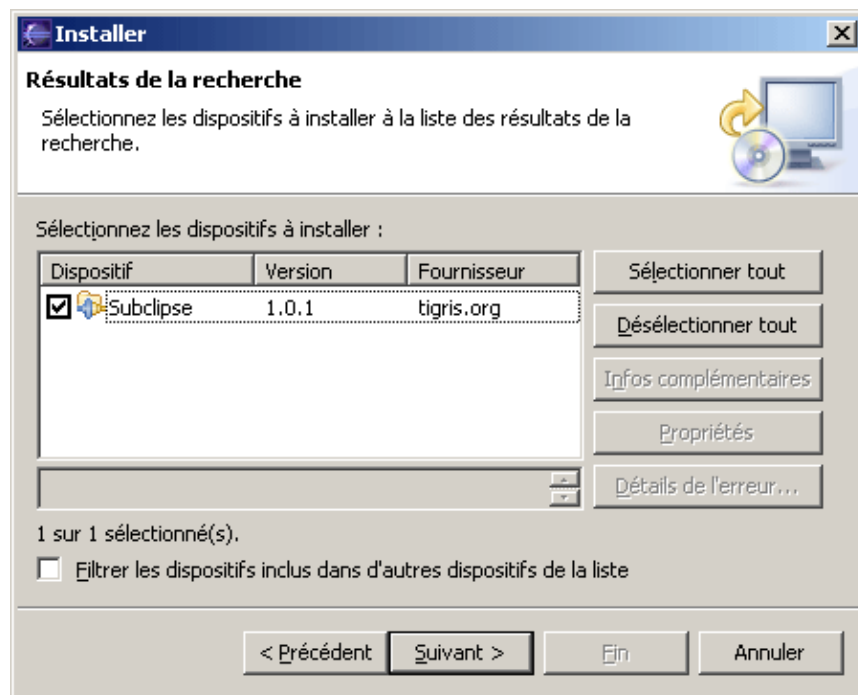 Installer
Résultats de la recherche
Sélectionnez les dispositifs à installer à la liste des résultats de la
recherche.
Sélectionnez les dispositifs à installer :
Dispositif Version Fournisseur
Subclipse 1.0.1 tigris.org
Sélectionner tout
Désélectionner tout
Infos complémentaires
Propriétés
Détails de l'erreur...
1 sur 1 sélectionné(s).
Filtrer les dispositifs inclus dans d'autres dispositifs de la liste
< Précédent Suivant > Fin Annuler